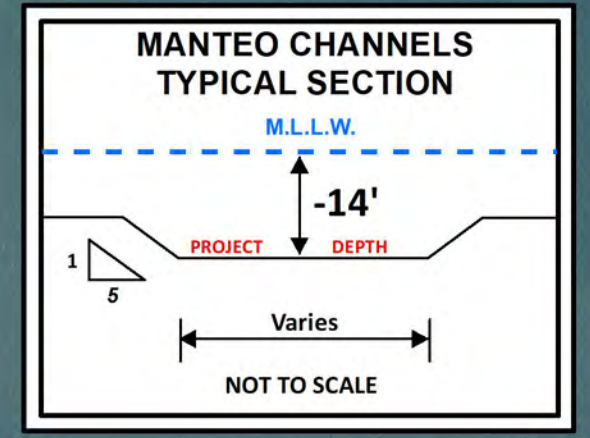 MANTEO CHANNELS
TYPICAL SECTION
M.L.L.W.
-14'
PROJECT DEPTH
1
5
Varies
NOT TO SCALE